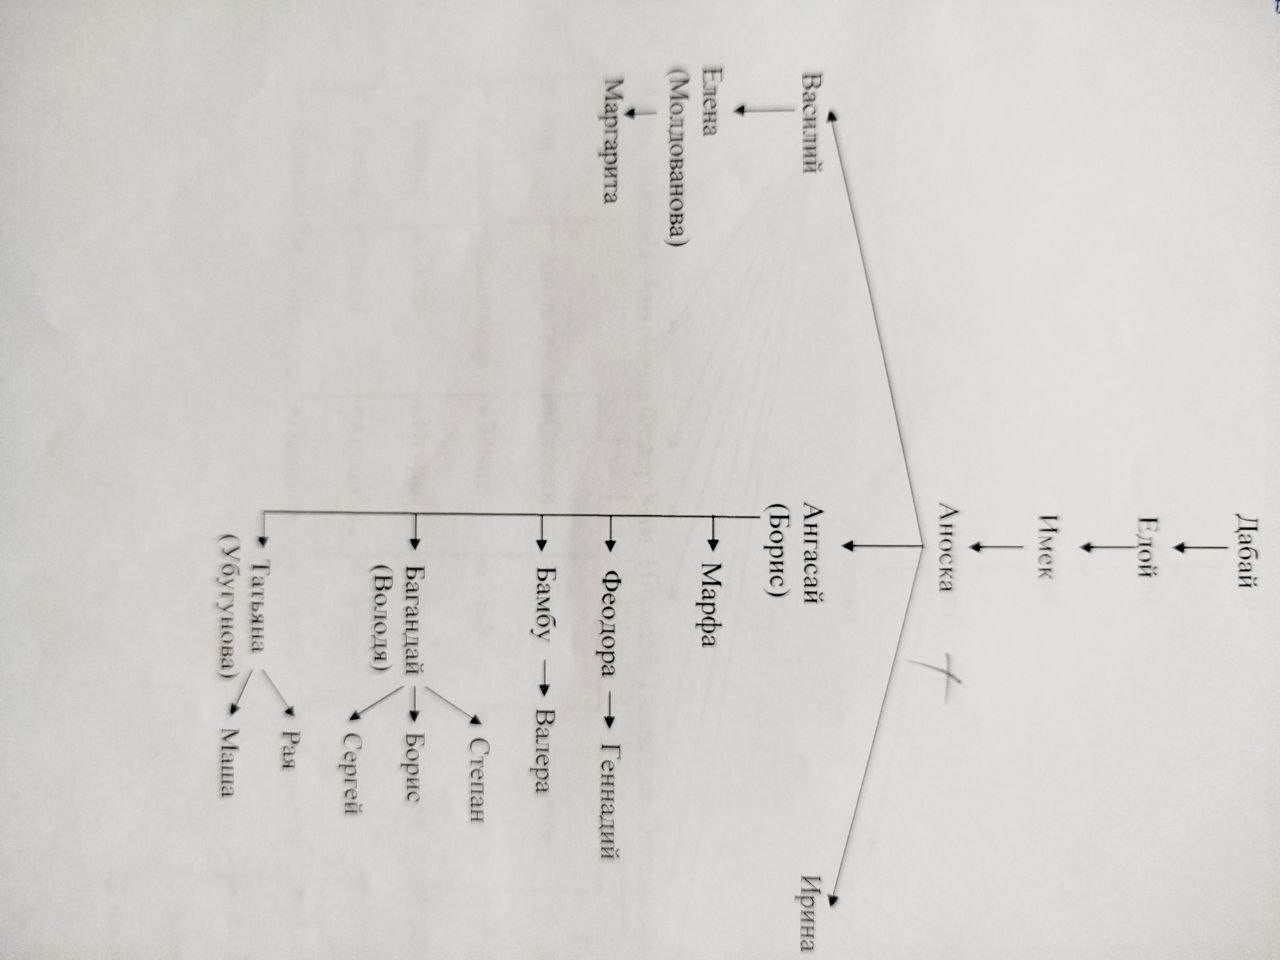 Дабай
Едой
Имек
Аноска
Василий
Ангасай
(Борис)
Ирина
Елена
(Молдованова)
Маргарита
Марфа
Феодора
Геннадий
Бамбу
Валера
Багандай
(Володя)
Степан
Борис
Сергей
Татьяна
(Убугунова)
Рая
Маша